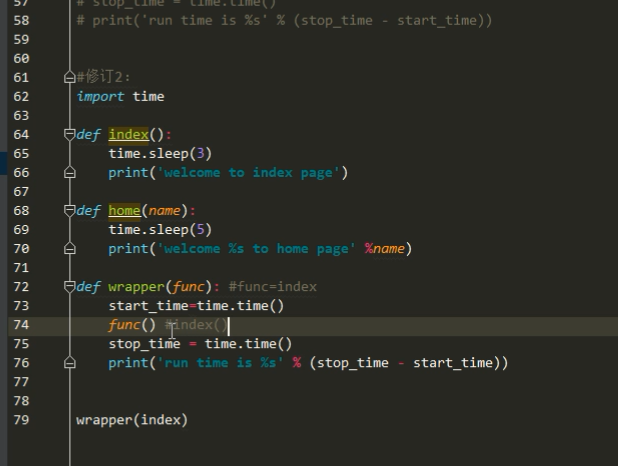 57 # stop_time = time.time()
58 # print('run time is %s' % (stop_time - start_time))
59
60
61 #修订2:
62 import time
63
64 def index():
65     time.sleep(3)
66     print('welcome to index page')
67
68 def home(name):
69     time.sleep(5)
70     print('welcome %s to home page' %name)
71
72 def wrapper(func): #func=index
73     start_time=time.time()
74     func() #index()
75     stop_time = time.time()
76     print('run time is %s' % (stop_time - start_time))
77
78
79 wrapper(index)